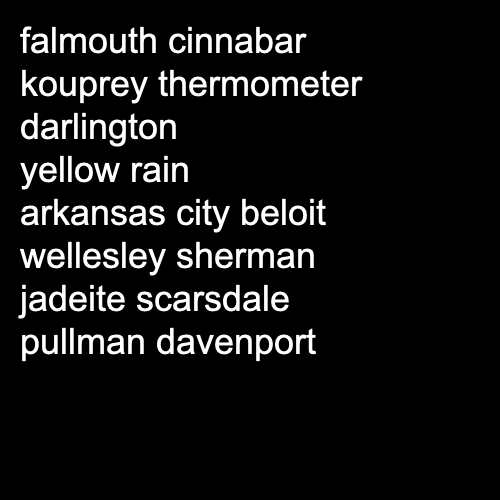 falmouth cinnabar
kouprey thermometer
darlington
yellow rain
arkansas city beloit
wellesley sherman
jadeite scarsdale
pullman davenport